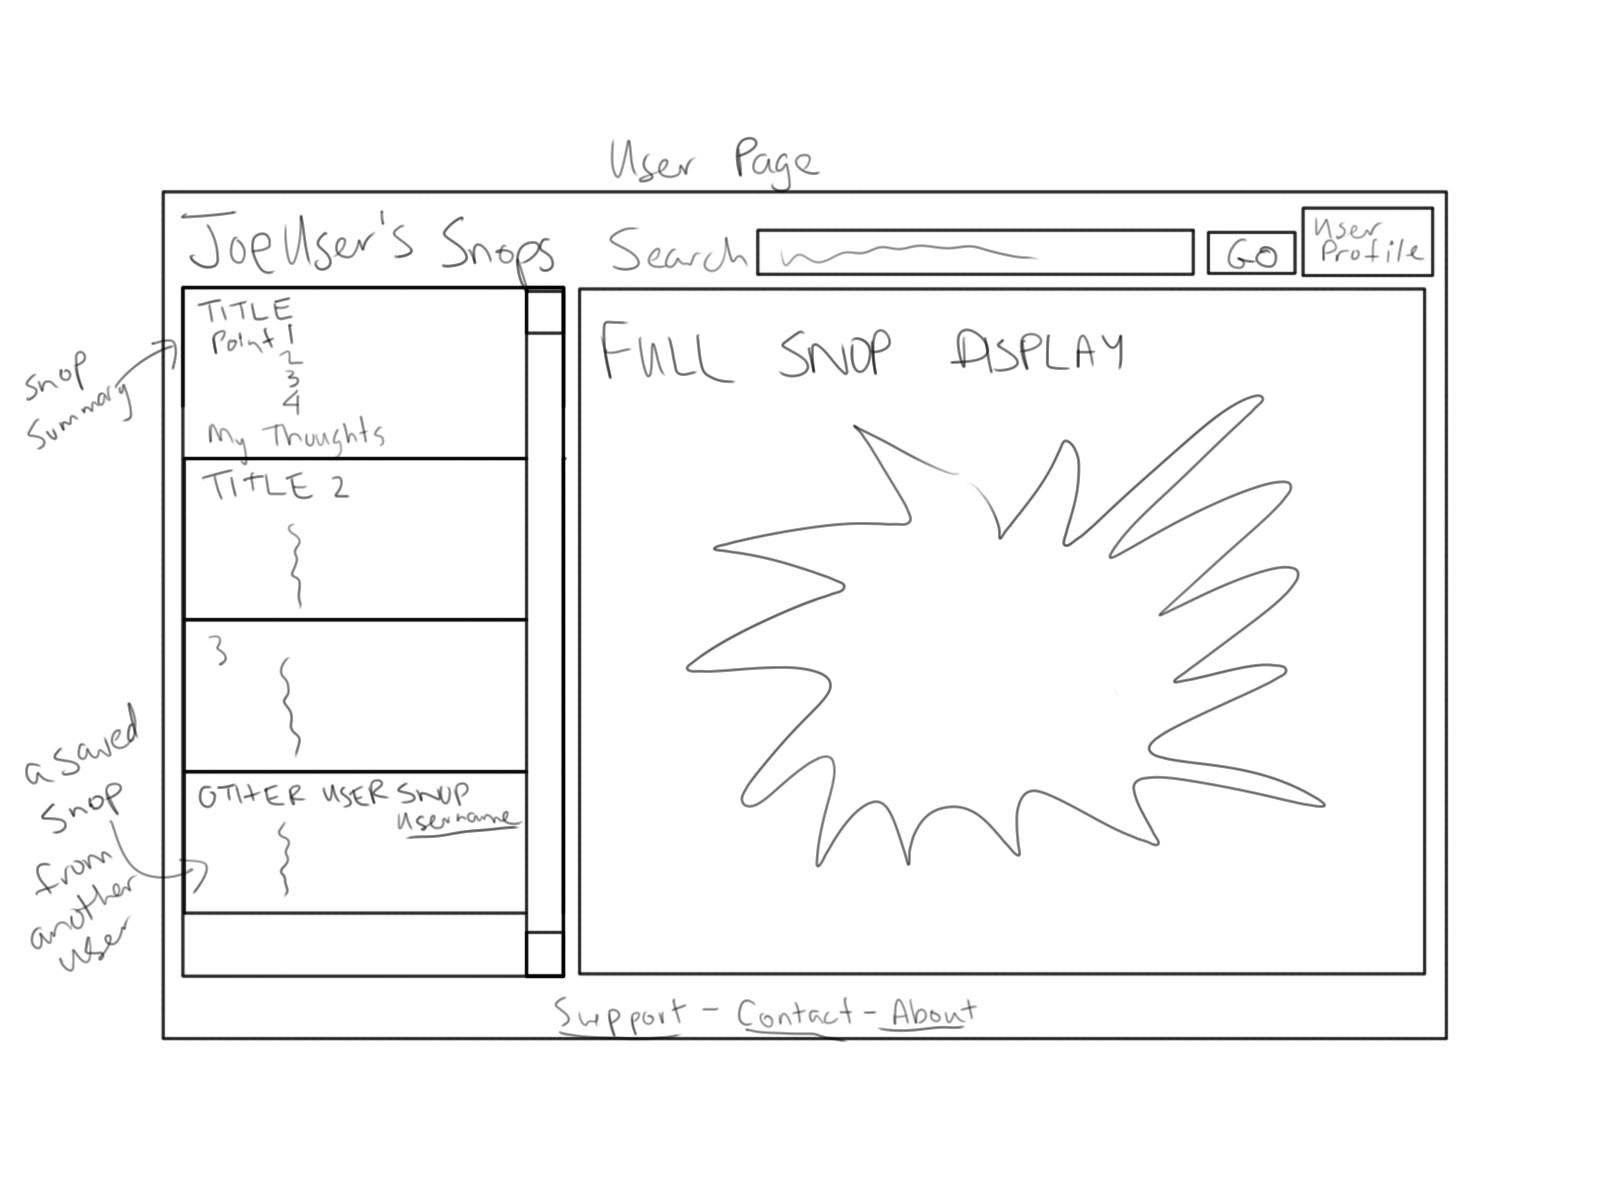 User Page
JoeUser's Snops
Search
GO
User
Profile
snop
summary
TITLE
Point 1
2
3
4
My Thoughts
TITLE 2
3
a saved
snop
from
another
user
OTHER USER SNOP
username
FULL SNOP DISPLAY
Support - Contact - About